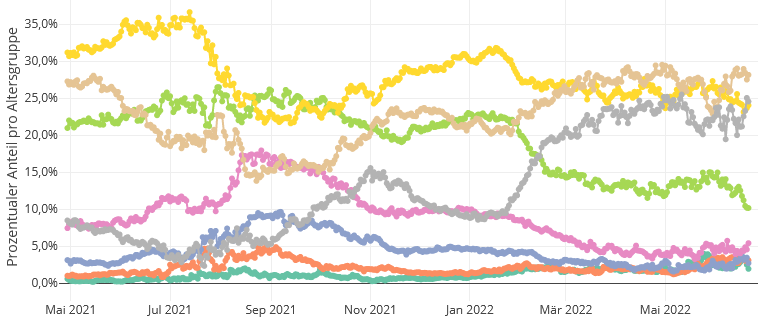 Prozentualer Anteil pro Altersgruppe
35,0%
30,0%
25,0%
20,0%
15,0%
10,0%
5,0%
0,0%
Mai 2021
Jul 2021
Sep 2021
Nov 2021
Jan 2022
Mär 2022
Mai 2022